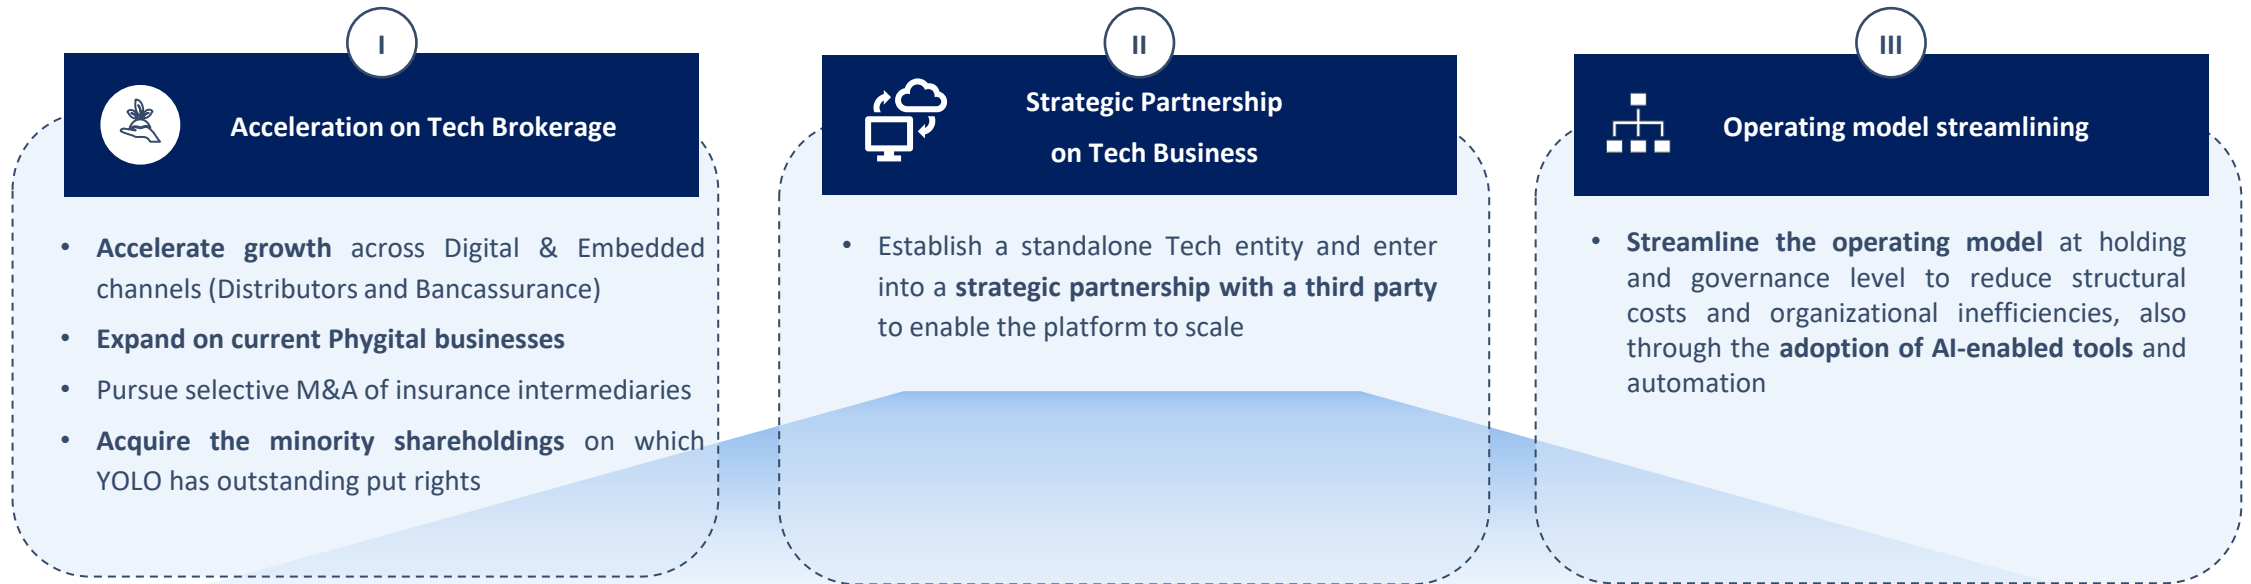 I
Acceleration on Tech Brokerage
• Accelerate growth across Digital & Embedded
channels (Distributors and Bancassurance)
• Expand on current Phygital businesses
• Pursue selective M&A of insurance intermediaries
• Acquire the minority shareholdings on which
YOLO has outstanding put rights
II
Strategic Partnership
on Tech Business
• Establish a standalone Tech entity and enter
into a strategic partnership with a third party
to enable the platform to scale
III
Operating model streamlining
• Streamline the operating model at holding
and governance level to reduce structural
costs and organizational inefficiencies, also
through the adoption of AI-enabled tools and
automation